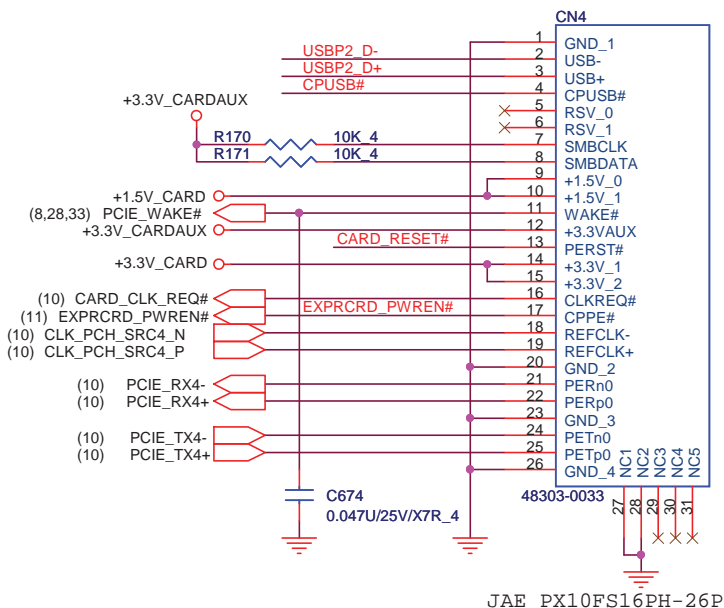 CN4
1 GND_1
USBP2_D- 2 USB-
USBP2_D+ 3 USB+
CPUSB# 4 CPUSB#
+3.3V_CARDAUX
5 RSV_0
6 RSV_1
R170 10K_4 7 SMBCLK
R171 10K_4 8 SMBDATA
9 +1.5V_0
+1.5V_CARD 10 +1.5V_1
(8,28,33) PCIE_WAKE# 11 WAKE#
+3.3V_CARDAUX 12 +3.3VAUX
CARD_RESET# 13 PERST#
+3.3V_CARD 14 +3.3V_1
15 +3.3V_2
(10) CARD_CLK_REQ# 16 CLKREQ#
(11) EXPRCRD_PWREN# EXPRCRD_PWREN# 17 CPPE#
(10) CLK_PCH_SRC4_N 18 REFCLK-
(10) CLK_PCH_SRC4_P 19 REFCLK+
20 GND_2
(10) PCIE_RX4- 21 PERn0
(10) PCIE_RX4+ 22 PERp0
23 GND_3
(10) PCIE_TX4- 24 PETn0
(10) PCIE_TX4+ 25 PETp0
26 GND_4
NC1 NC2 NC3 NC4 NC5
48303-0033
27 28 29 30 31
C674
0.047U/25V/X7R_4
JAE PX10FS16PH-26P